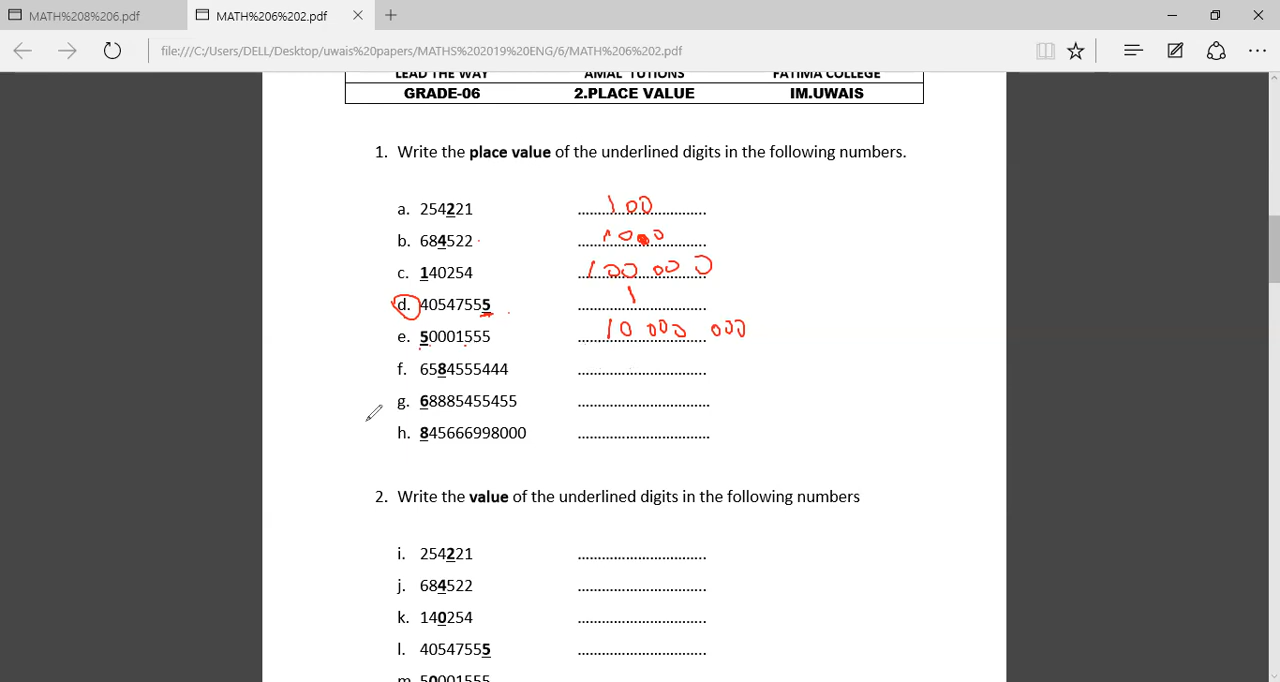 MATH%208%206.pdf
MATH%206%202.pdf
file:///C:/Users/DELL/Desktop/uwais%20papers/MATHS%202019%20ENG/6/MATH%206%202.pdf
LEAD THE WAY AMAL TUTIONS FATIMA COLLEGE
GRADE-06 2.PLACE VALUE IM.UWAIS
1. Write the place value of the underlined digits in the following numbers.
a. 254221 .............................. 100
b. 684522 .............................. 1000
c. 140254 .............................. 100 000
d. 40547555 .............................. 1
e. 50001555 .............................. 10 000 000
f. 6584555444 ..............................
g. 68885455455 ..............................
h. 845666998000 ..............................
2. Write the value of the underlined digits in the following numbers
i. 254221 ..............................
j. 684522 ..............................
k. 140254 ..............................
l. 40547555 ..............................
m. 50001555